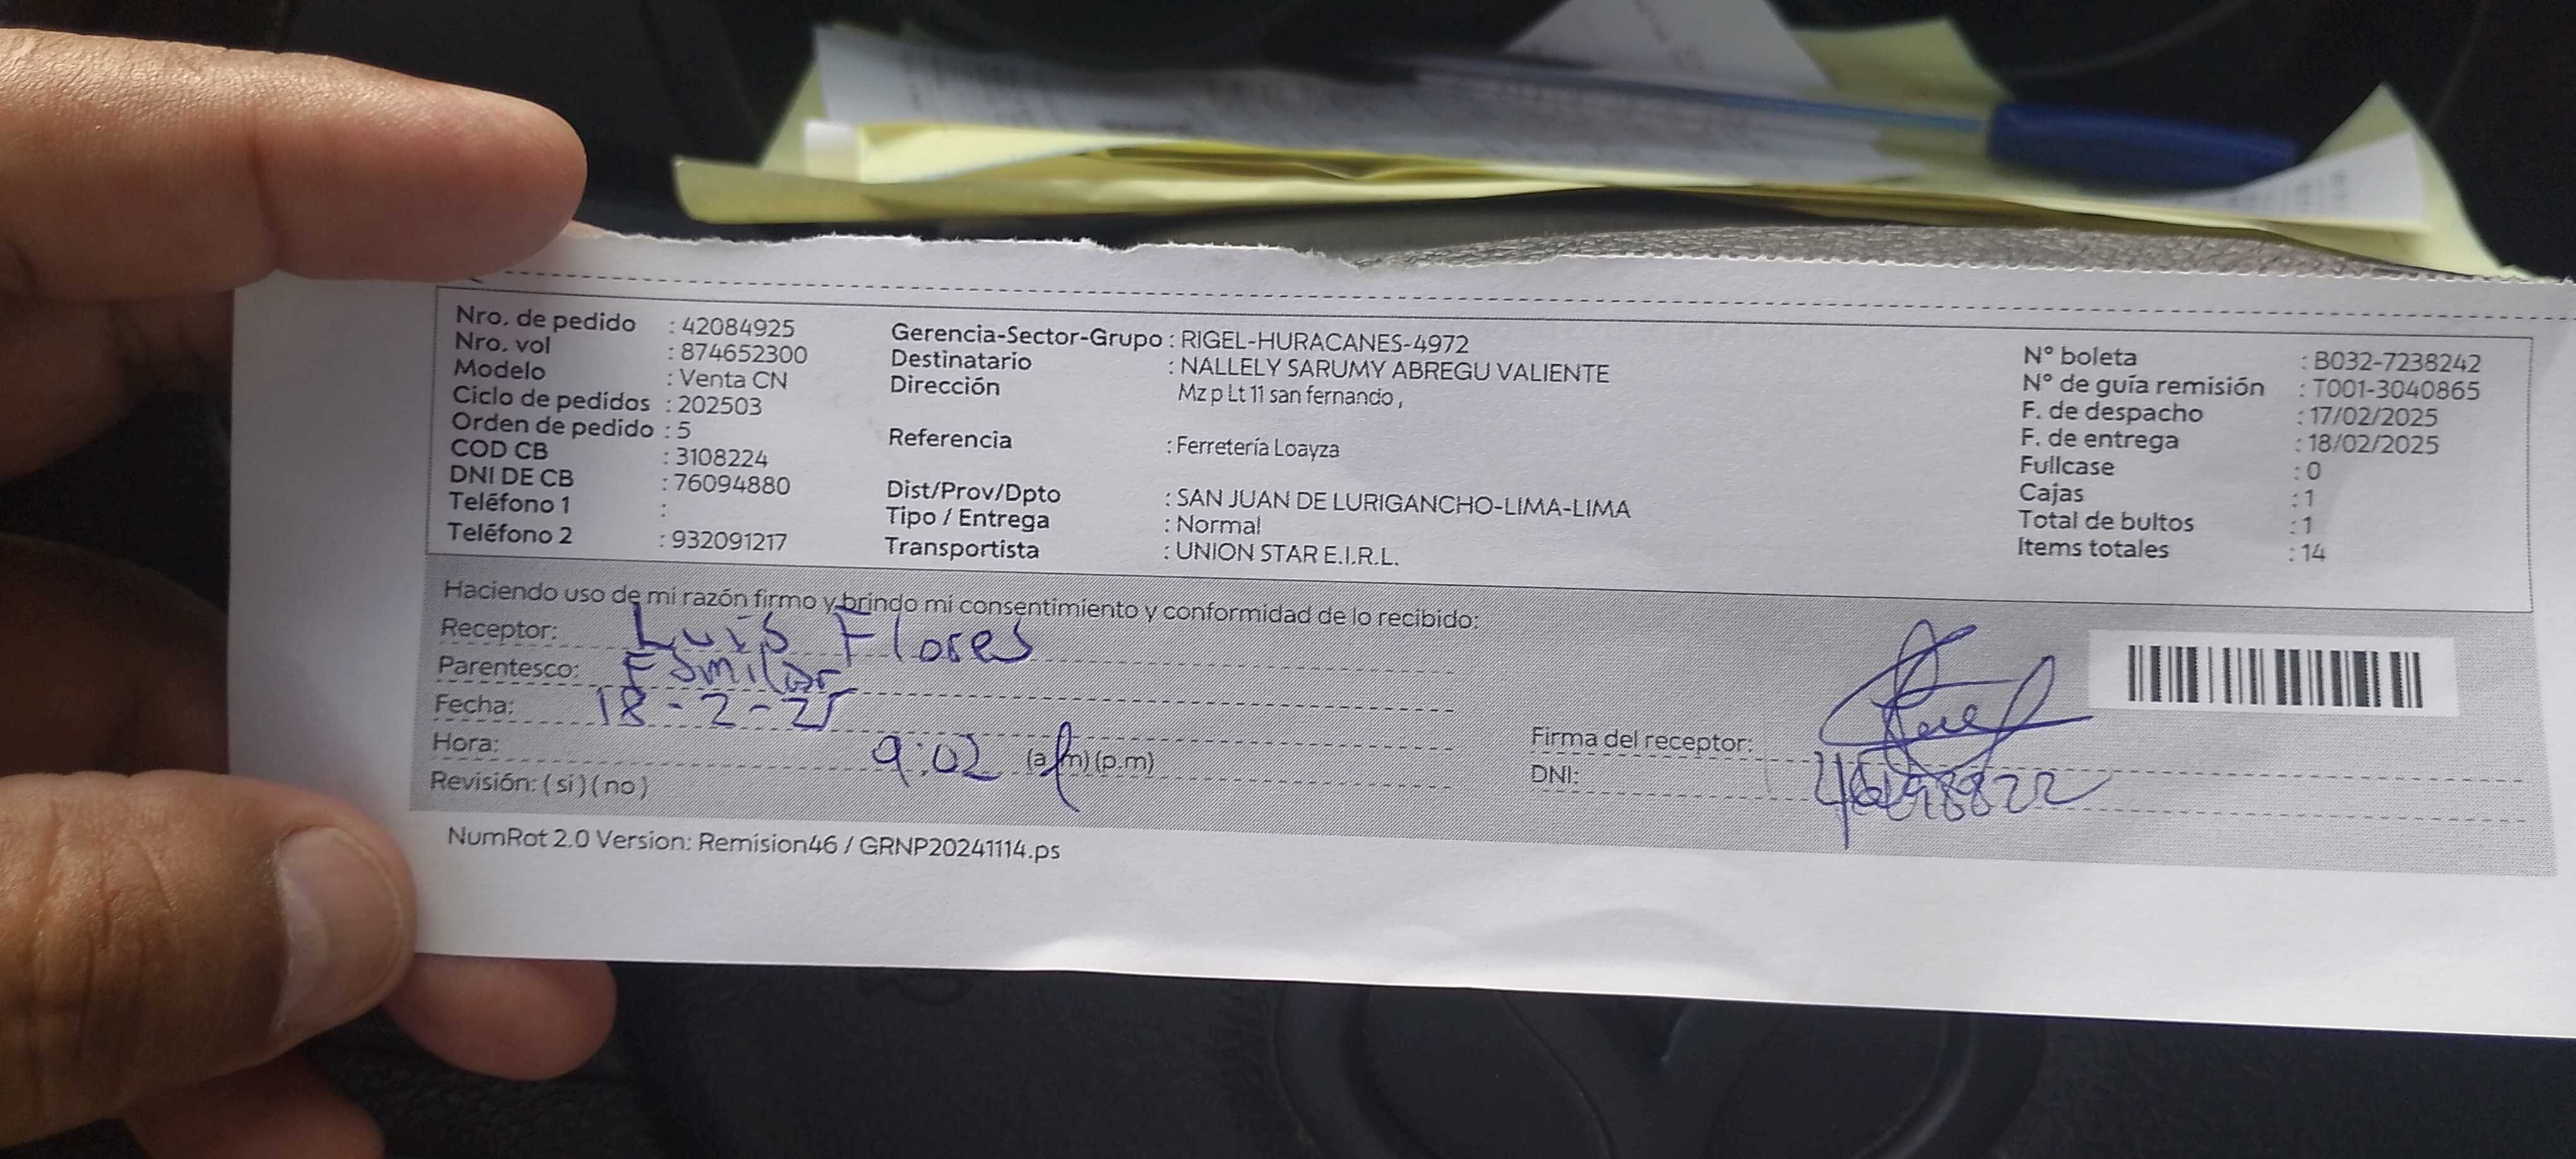 Nro. de pedido : 42084925
Nro. vol : 874652300
Modelo : Venta CN
Ciclo de pedidos : 202503
Orden de pedido : 5
COD CB : 3108224
DNI DE CB : 76094880
Teléfono 1 :
Teléfono 2 : 932091217
Gerencia-Sector-Grupo : RIGEL-HURACANES-4972
Destinatario : NALLELY SARUMY ABREGU VALIENTE
Dirección Mz p Lt 11 san fernando ,
Referencia : Ferretería Loayza
Dist/Prov/Dpto : SAN JUAN DE LURIGANCHO-LIMA-LIMA
Tipo / Entrega : Normal
Transportista : UNION STAR E.I.R.L.
N° boleta : B032-7238242
N° de guía remisión : T001-3040865
F. de despacho : 17/02/2025
F. de entrega : 18/02/2025
Fullcase : 0
Cajas : 1
Total de bultos : 1
Items totales : 14
Haciendo uso de mi razón firmo y brindo mi consentimiento y conformidad de lo recibido:
Receptor: Luis Flores
Parentesco: Familiar
Fecha: 18-2-25
Hora: 9:02 (a.m) (p.m)
Revisión: ( si ) ( no )
Firma del receptor:
DNI:
NumRot 2.0 Version: Remision46 / GRNP20241114.ps